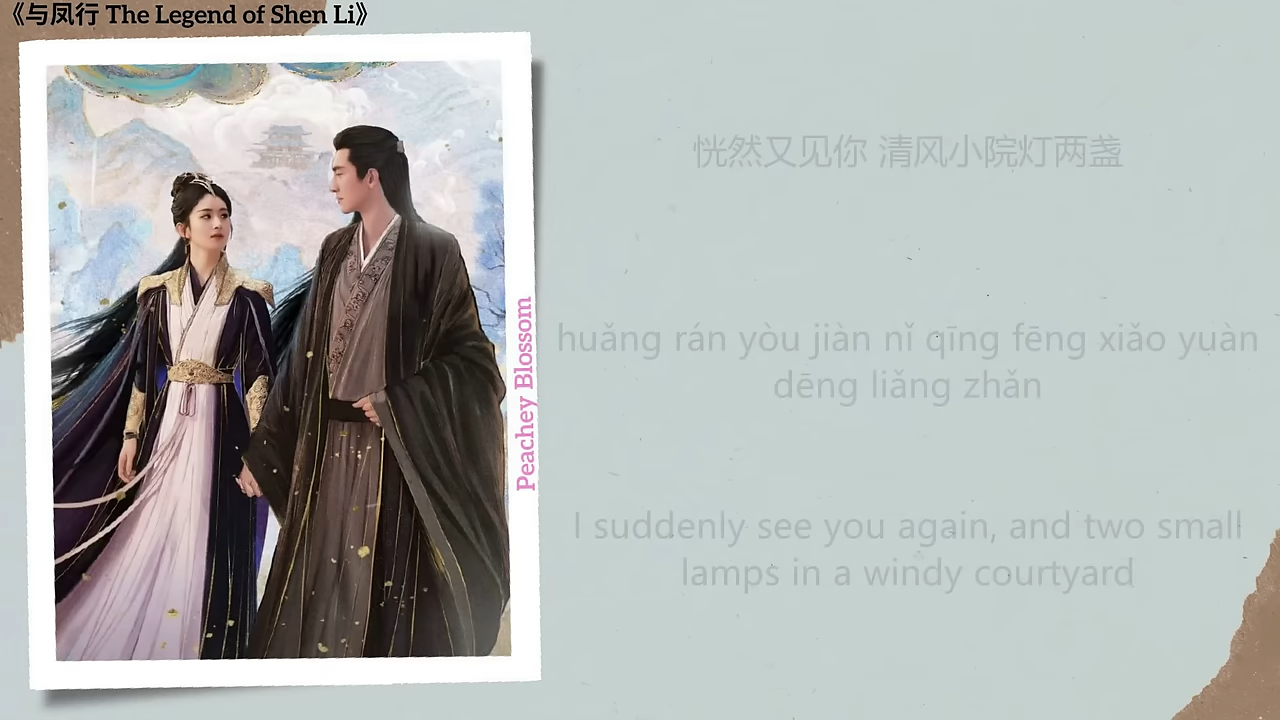 《与凤行 The Legend of Shen Li》
恍然又见你 清风小院灯两盏
huǎng rán yòu jiàn nǐ qīng fēng xiǎo yuàn
dēng liǎng zhǎn
I suddenly see you again, and two small
lamps in a windy courtyard
Peachey Blossom